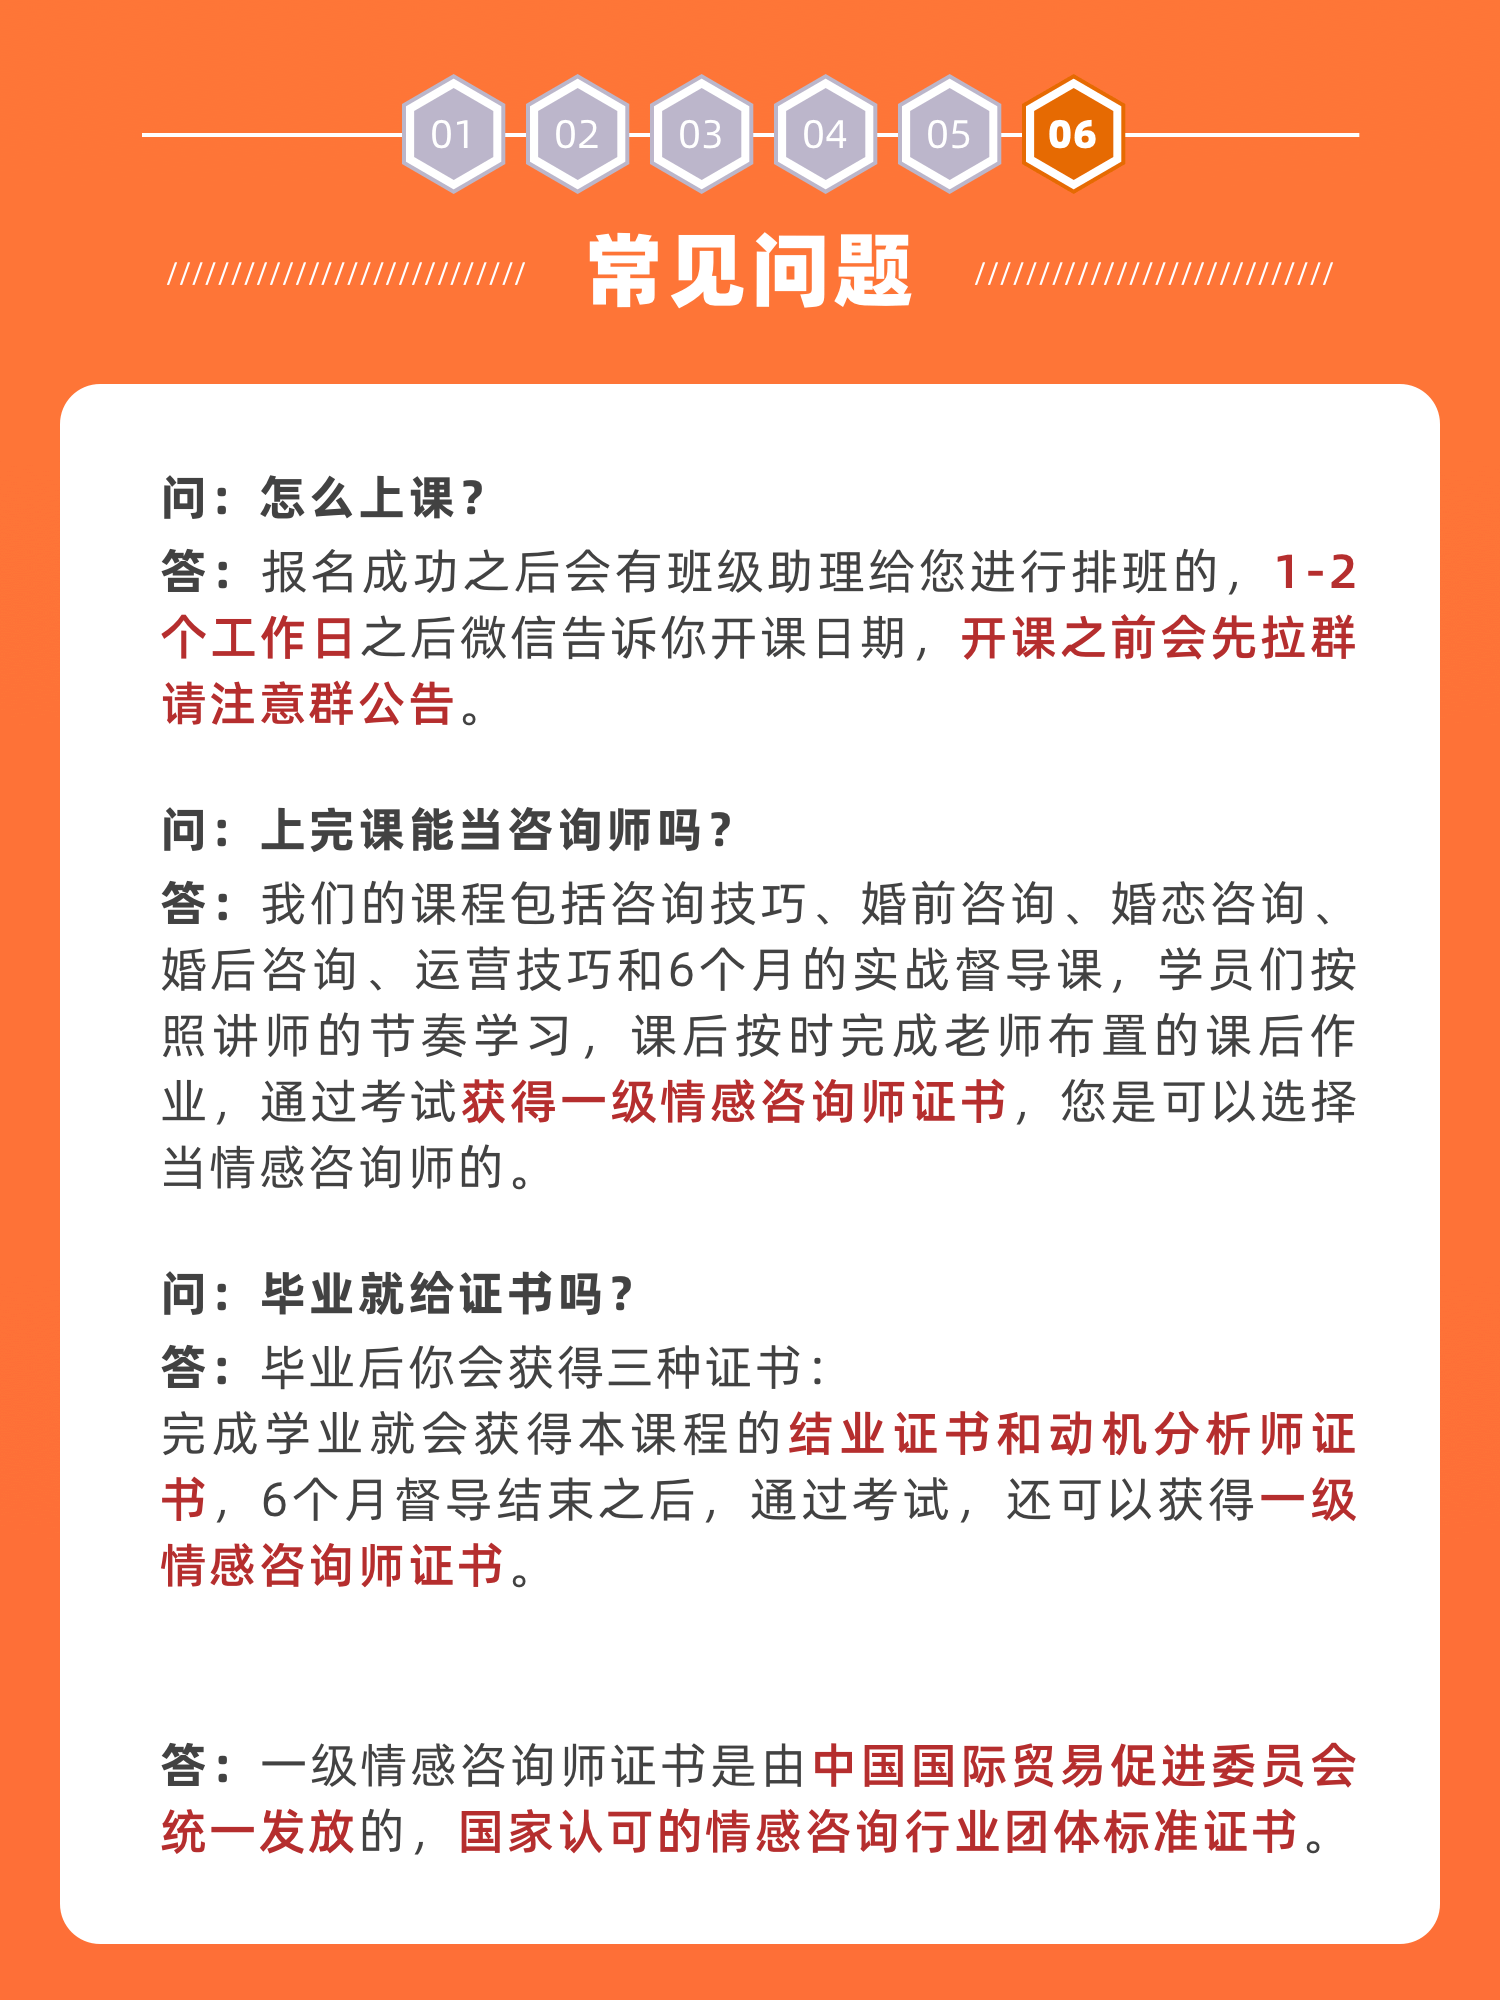 01 02 03 04 05 06
常见问题
问：怎么上课？
答：报名成功之后会有班级助理给您进行排班的，1-2
个工作日之后微信告诉你开课日期，开课之前会先拉群
请注意群公告。
问：上完课能当咨询师吗？
答：我们的课程包括咨询技巧、婚前咨询、婚恋咨询、
婚后咨询、运营技巧和6个月的实战督导课，学员们按
照讲师的节奏学习，课后按时完成老师布置的课后作
业，通过考试获得一级情感咨询师证书，您是可以选择
当情感咨询师的。
问：毕业就给证书吗？
答：毕业后你会获得三种证书：
完成学业就会获得本课程的结业证书和动机分析师证
书，6个月督导结束之后，通过考试，还可以获得一级
情感咨询师证书。
答：一级情感咨询师证书是由中国国际贸易促进委员会
统一发放的，国家认可的情感咨询行业团体标准证书。